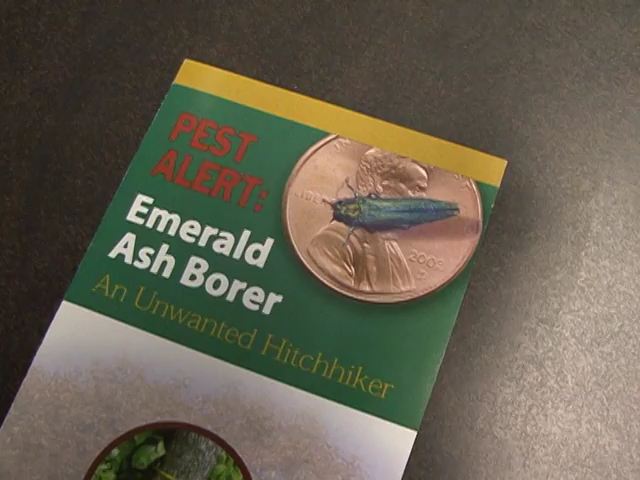 PEST
ALERT:
Emerald
Ash Borer
An Unwanted Hitchhiker